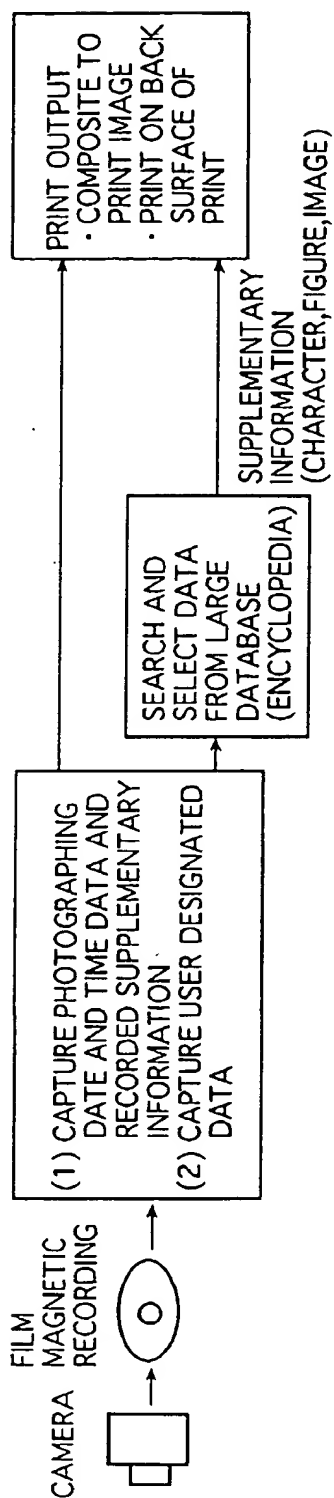 CAMERA
FILM
MAGNETIC
RECORDING
(1) CAPTURE PHOTOGRAPHING
DATE AND TIME DATA AND
RECORDED SUPPLEMENTARY
INFORMATION
(2) CAPTURE USER DESIGNATED
DATA
SEARCH AND
SELECT DATA
FROM LARGE
DATABASE
(ENCYCLOPEDIA)
SUPPLEMENTARY
INFORMATION
(CHARACTER,FIGURE,IMAGE)
PRINT OUTPUT
· COMPOSITE TO
PRINT IMAGE
· PRINT ON BACK
SURFACE OF
PRINT